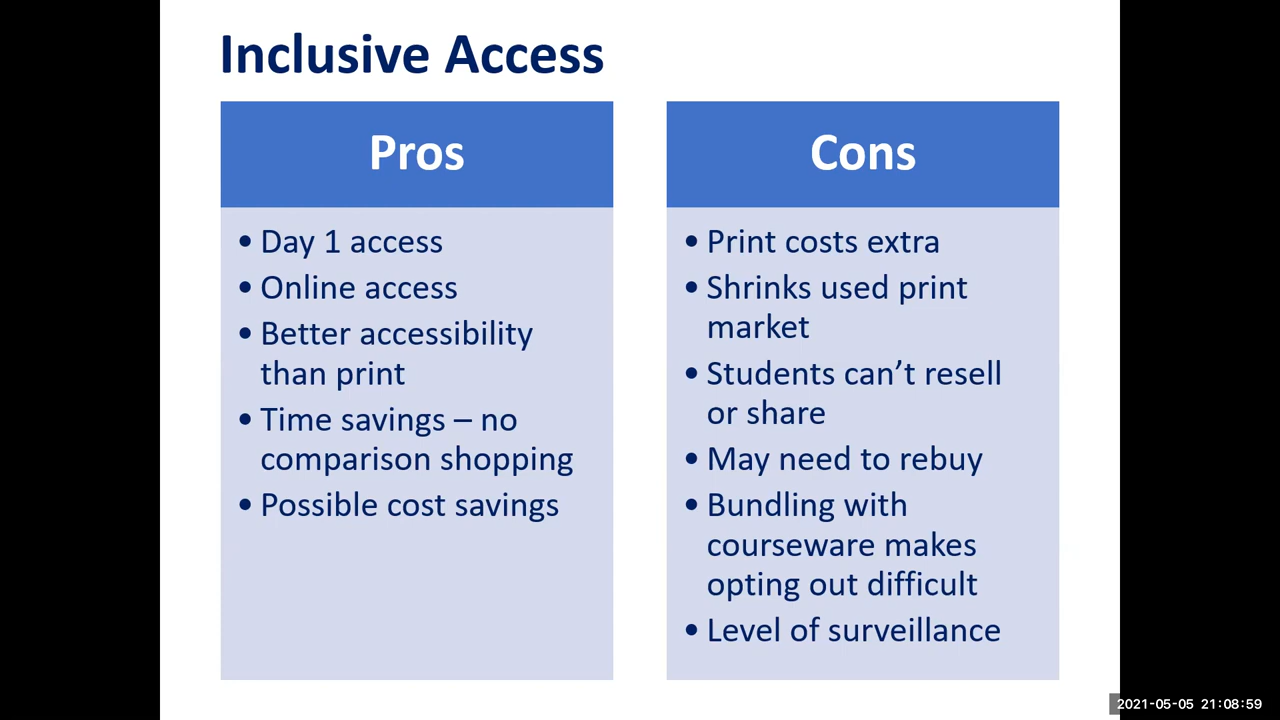 Inclusive Access
Pros
• Day 1 access
• Online access
• Better accessibility
than print
• Time savings – no
comparison shopping
• Possible cost savings
Cons
• Print costs extra
• Shrinks used print
market
• Students can’t resell
or share
• May need to rebuy
• Bundling with
courseware makes
opting out difficult
• Level of surveillance
2021-05-05 21:08:59